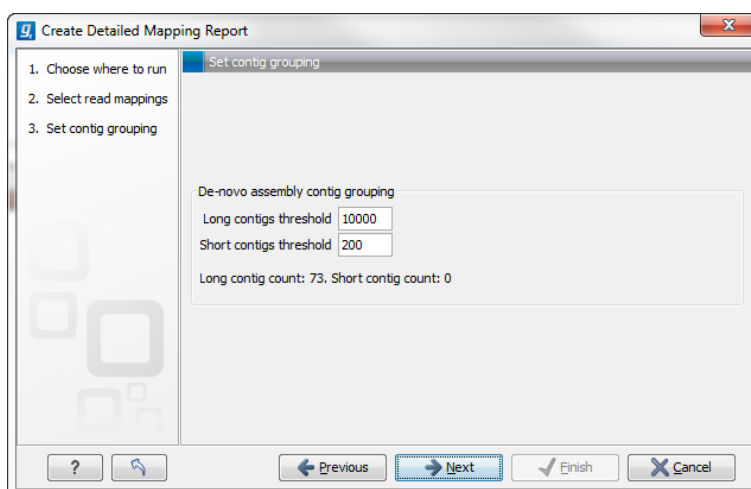 Create Detailed Mapping Report
1. Choose where to run
2. Select read mappings
3. Set contig grouping
Set contig grouping
De-novo assembly contig grouping
Long contigs threshold 10000
Short contigs threshold 200
Long contig count: 73. Short contig count: 0
? Previous Next Finish Cancel